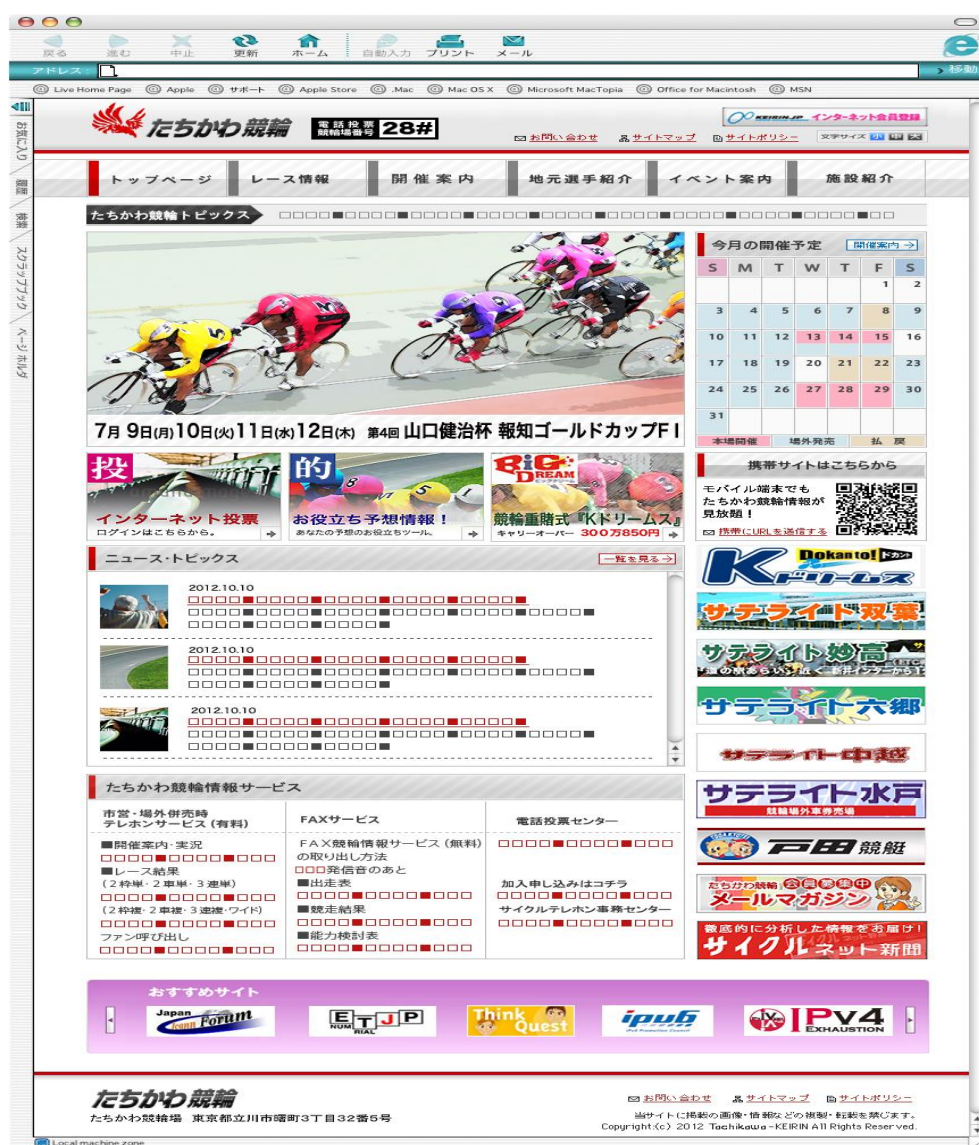 戻る 進む 中止 更新 ホーム 自動入力 プリント メール
アドレス: 移動
Live Home Page Apple サポート Apple Store .Mac Mac OS X Microsoft MacTopia Office for Macintosh MSN
お気に入り
履歴
検索
スクラップブック
ページ ホルダ
たちかわ競輪 電話投票 競輪場番号 28#
KEIRIN.JP インターネット会員登録
お問い合わせ サイトマップ サイトポリシー 文字サイズ 小 中 大
トップページ レース情報 開催案内 地元選手紹介 イベント案内 施設紹介
たちかわ競輪トピックス
7月 9日(月)10日(火)11日(水)12日(木) 第4回 山口健治杯 報知ゴールドカップFⅠ
今月の開催予定 開催案内
S M T W T F S
1 2
3 4 5 6 7 8 9
10 11 12 13 14 15 16
17 18 19 20 21 22 23
24 25 26 27 28 29 30
31
本場開催 場外発売 払戻
投
インターネット投票
ログインはこちらから。
的
お役立ち予想情報!
あなたの予想のお役立ちツール。
BIG DREAM
ビッグドリーム
競輪重賭式『Kドリームス』
キャリーオーバー 300万850円
携帯サイトはこちらから
モバイル端末でも
たちかわ競輪情報が
見放題!
携帯にURLを送信する
ニュース・トピックス 一覧を見る
2012.10.10
2012.10.10
2012.10.10
Kドリームス Dokanto! ドカント
サテライト双葉
サテライト妙高
サテライト六郷
サテライト中越
サテライト水戸
競輪場外車券売場
戸田競艇
たちかわ競輪 会員募集中
メールマガジン
徹底的に分析した情報をお届け!
サイクルネット新聞
たちかわ競輪情報サービス
市営・場外併売時
テレホンサービス(有料)
■開催案内・実況
■レース結果
(2枠単・2車単・3連単)
(2枠複・2車複・3連複・ワイド)
ファン呼び出し
FAXサービス
FAX競輪情報サービス(無料)
の取り出し方法
□□□発信音のあと
■出走表
■競走結果
■能力検討表
電話投票センター
加入申し込みはコチラ
サイクルテレホン事務センター
おすすめサイト
Japan Icann Forum
ENUM TRIAL ETJP
Think Quest
ipv6
IPv6 Promotion Council
IPv4 EXHAUSTION
たちかわ競輪
たちかわ競輪場 東京都立川市曙町3丁目32番5号
お問い合わせ サイトマップ サイトポリシー
当サイトに掲載の画像・情報などの複製・転載を禁じます。
Copyright:(c) 2012 Tachikawa-KEIRIN All Rights Reserved.
Local machine zone